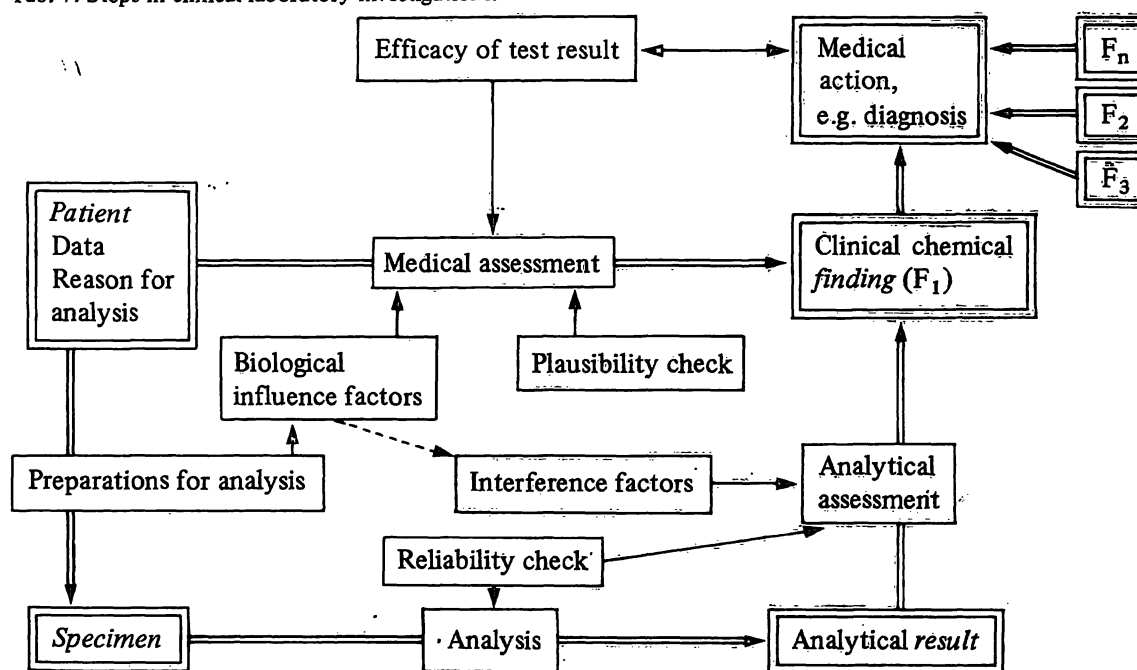 Efficacy of test result
Medical
action,
e.g. diagnosis
Fn
F2
F3
Patient
Data
Reason for
analysis
Medical assessment
Clinical chemical
finding (F1)
Biological
influence factors
Plausibility check
Preparations for analysis
Interference factors
Analytical
assessment
Reliability check
Specimen
Analysis
Analytical result